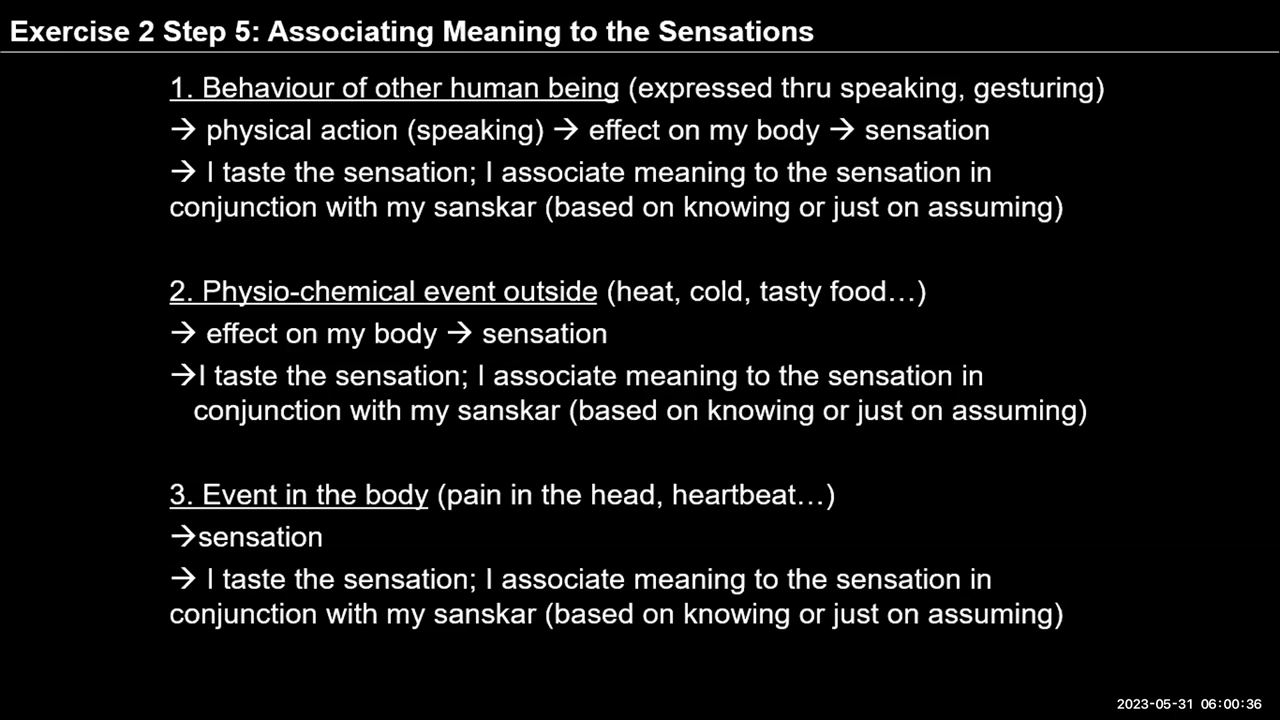 Exercise 2 Step 5: Associating Meaning to the Sensations
1. Behaviour of other human being (expressed thru speaking, gesturing)
→ physical action (speaking) → effect on my body → sensation
→ I taste the sensation; I associate meaning to the sensation in
conjunction with my sanskar (based on knowing or just on assuming)
2. Physio-chemical event outside (heat, cold, tasty food…)
→ effect on my body → sensation
→I taste the sensation; I associate meaning to the sensation in
conjunction with my sanskar (based on knowing or just on assuming)
3. Event in the body (pain in the head, heartbeat…)
→sensation
→ I taste the sensation; I associate meaning to the sensation in
conjunction with my sanskar (based on knowing or just on assuming)
2023-05-31 06:00:36